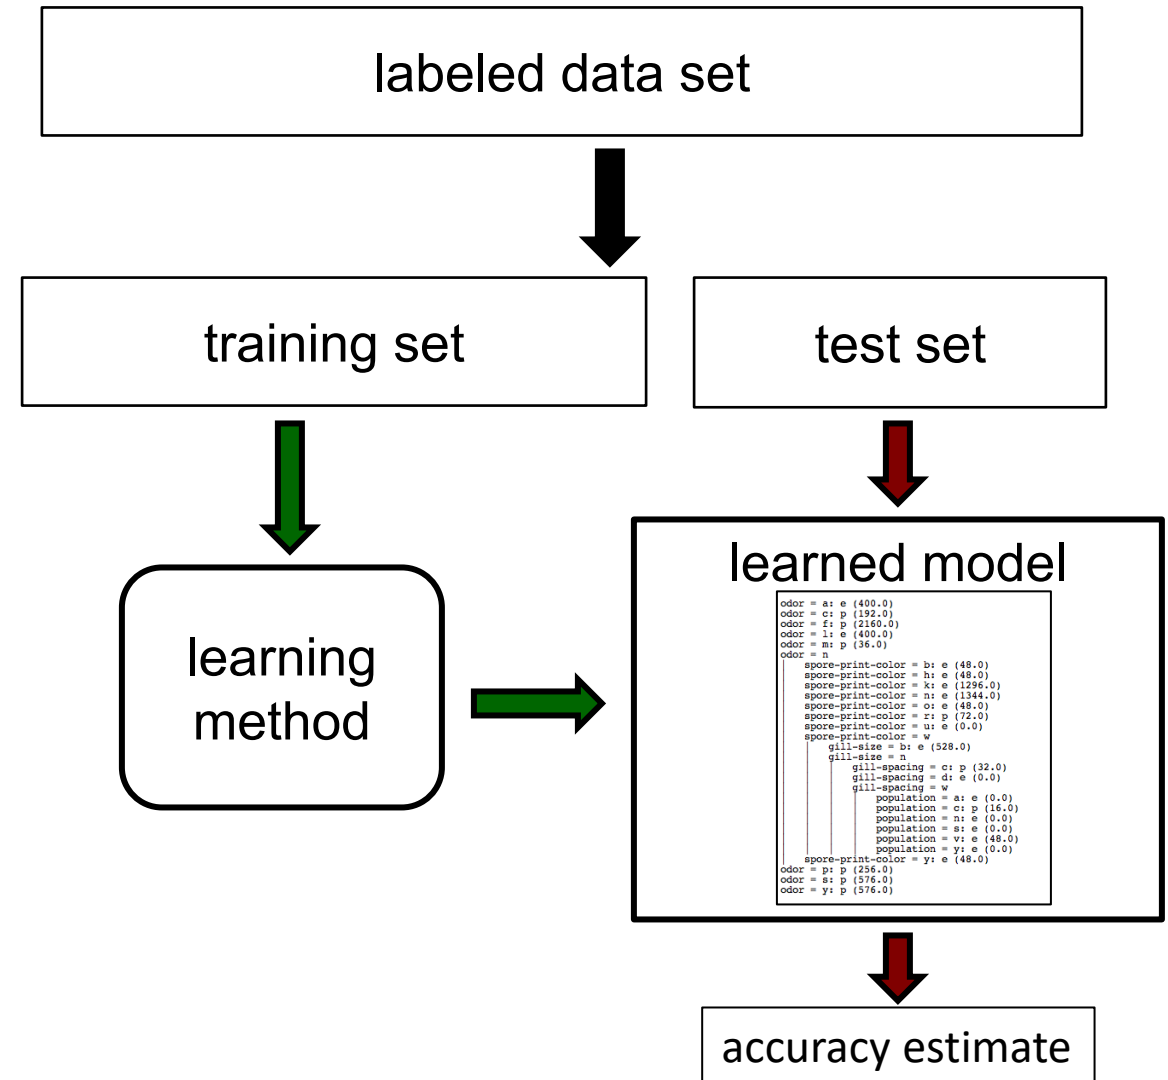 labeled data set
training set
test set
learning
method
learned model
odor = a: e (400.0)
odor = c: p (192.0)
odor = f: p (2160.0)
odor = l: e (400.0)
odor = m: p (36.0)
odor = n
|   spore-print-color = b: e (48.0)
|   spore-print-color = h: e (48.0)
|   spore-print-color = k: e (1296.0)
|   spore-print-color = n: e (1344.0)
|   spore-print-color = o: e (48.0)
|   spore-print-color = r: p (72.0)
|   spore-print-color = u: e (0.0)
|   spore-print-color = w
|   |   gill-size = b: e (528.0)
|   |   gill-size = n
|   |   |   gill-spacing = c: p (32.0)
|   |   |   gill-spacing = d: e (0.0)
|   |   |   gill-spacing = w
|   |   |   |   population = a: e (0.0)
|   |   |   |   population = c: p (16.0)
|   |   |   |   population = n: e (0.0)
|   |   |   |   population = s: e (0.0)
|   |   |   |   population = v: e (48.0)
|   |   |   |   population = y: e (0.0)
|   spore-print-color = y: e (48.0)
odor = p: p (256.0)
odor = s: p (576.0)
odor = y: p (576.0)
accuracy estimate